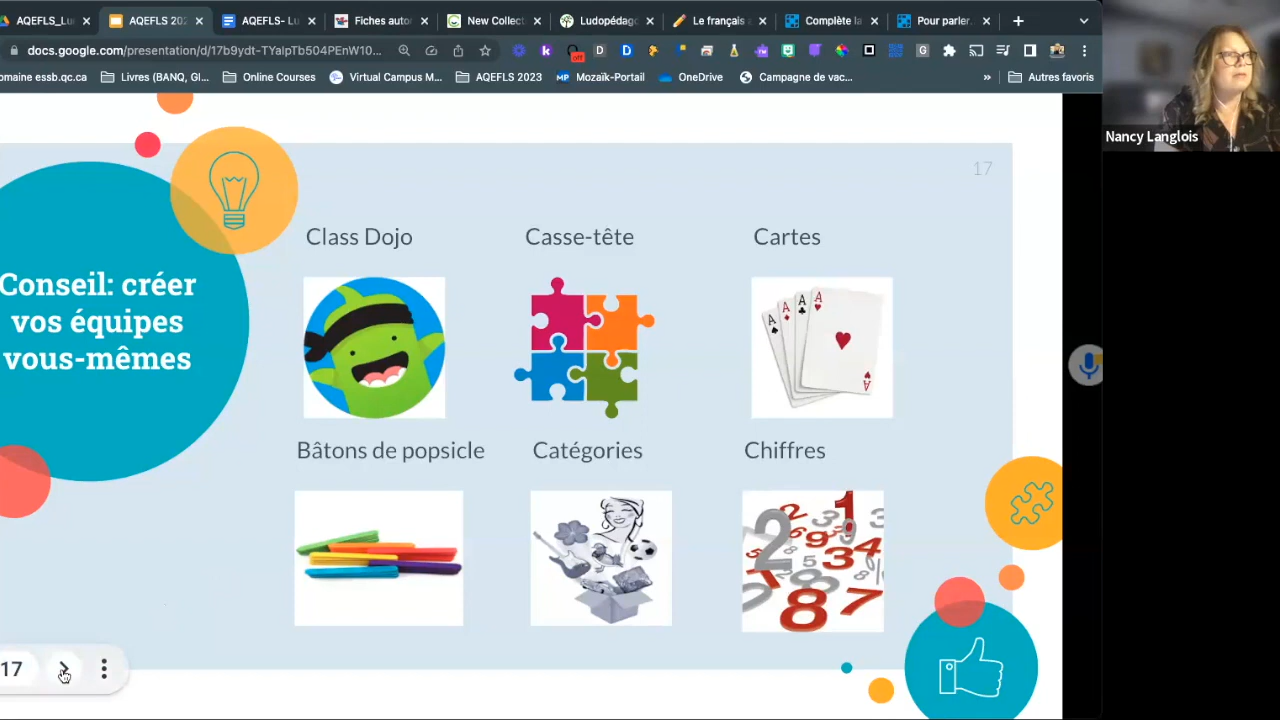 AQEFLS_Lu
AQEFLS 202
AQEFLS- Lu
Fiches auto
New Collect
Ludopédago
Le français a
Complète la
Pour parler
docs.google.com/presentation/d/17b9ydt-TYaIpTb504PEnW10...
omaine essb.qc.ca
Livres (BANQ, Gl...
Online Courses
Virtual Campus M...
AQEFLS 2023
MP Mozaïk-Portail
OneDrive
Campagne de vac...
»
Autres favoris
Nancy Langlois
17
Conseil: créer
vos équipes
vous-mêmes
Class Dojo
Casse-tête
Cartes
Bâtons de popsicle
Catégories
Chiffres
17